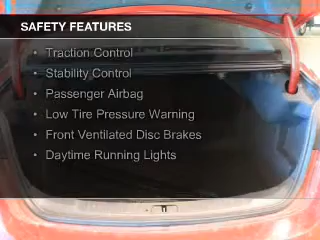 SAFETY FEATURES
• Traction Control
• Stability Control
• Passenger Airbag
• Low Tire Pressure Warning
• Front Ventilated Disc Brakes
• Daytime Running Lights